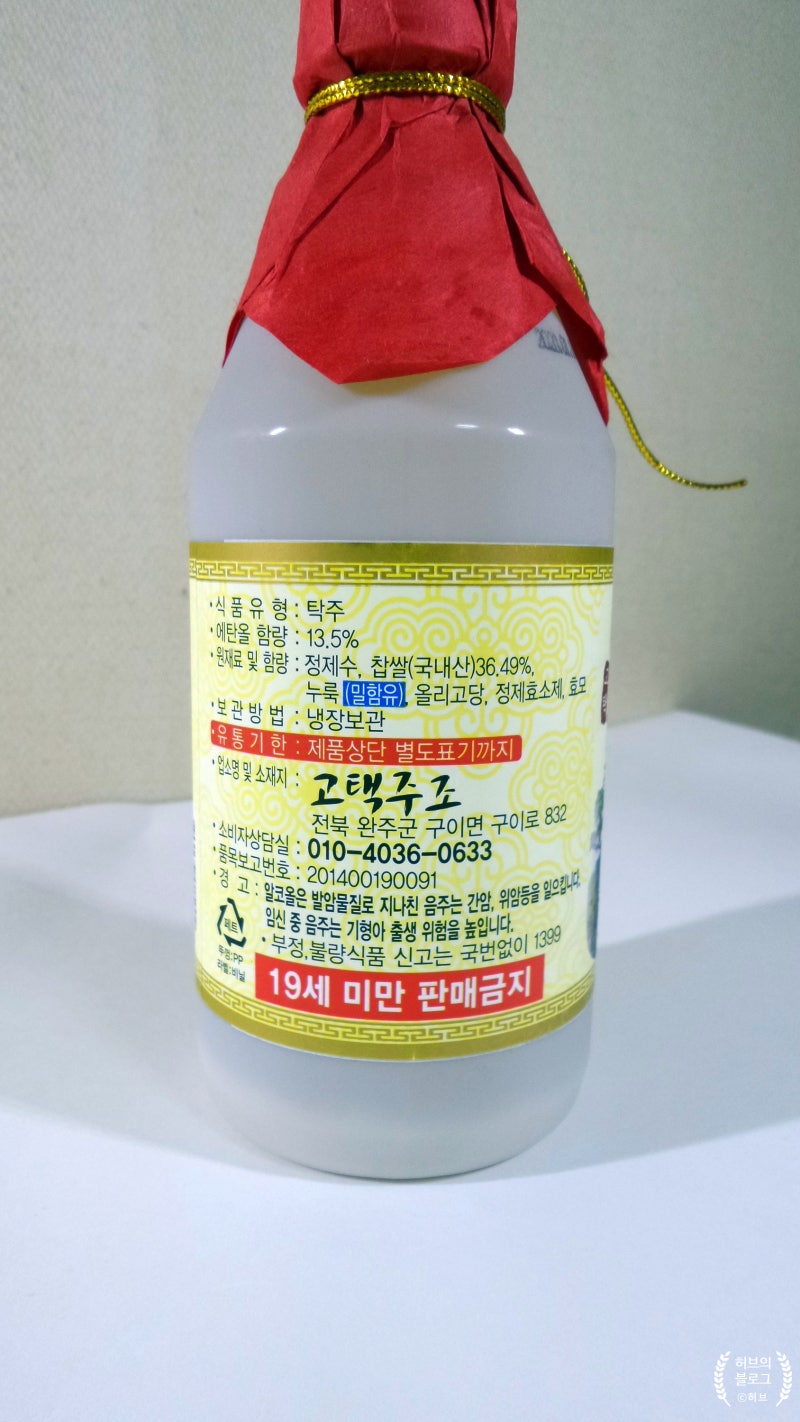 • 식품유형 : 탁주
• 에탄올 함량 : 13.5%
• 원재료 및 함량 : 정제수, 찹쌀(국내산)36.49%,
누룩(밀함유), 올리고당, 정제효소제, 효모
• 보관방법 : 냉장보관
• 유통기한 : 제품상단 별도표기까지
• 업소명 및 소재지 : 고택주조
전북 완주군 구이면 구이로 832
• 소비자상담실 : 010-4036-0633
• 품목보고번호 : 201400190091
• 경 고 : 알코올은 발암물질로 지나친 음주는 간암, 위암등을 일으킵니다.
임신 중 음주는 기형아 출생 위험을 높입니다.
• 부정,불량식품 신고는 국번없이 1399
페트
뚜껑:PP
라벨:비닐
19세 미만 판매금지
허브의
블로그
ⓒ허브